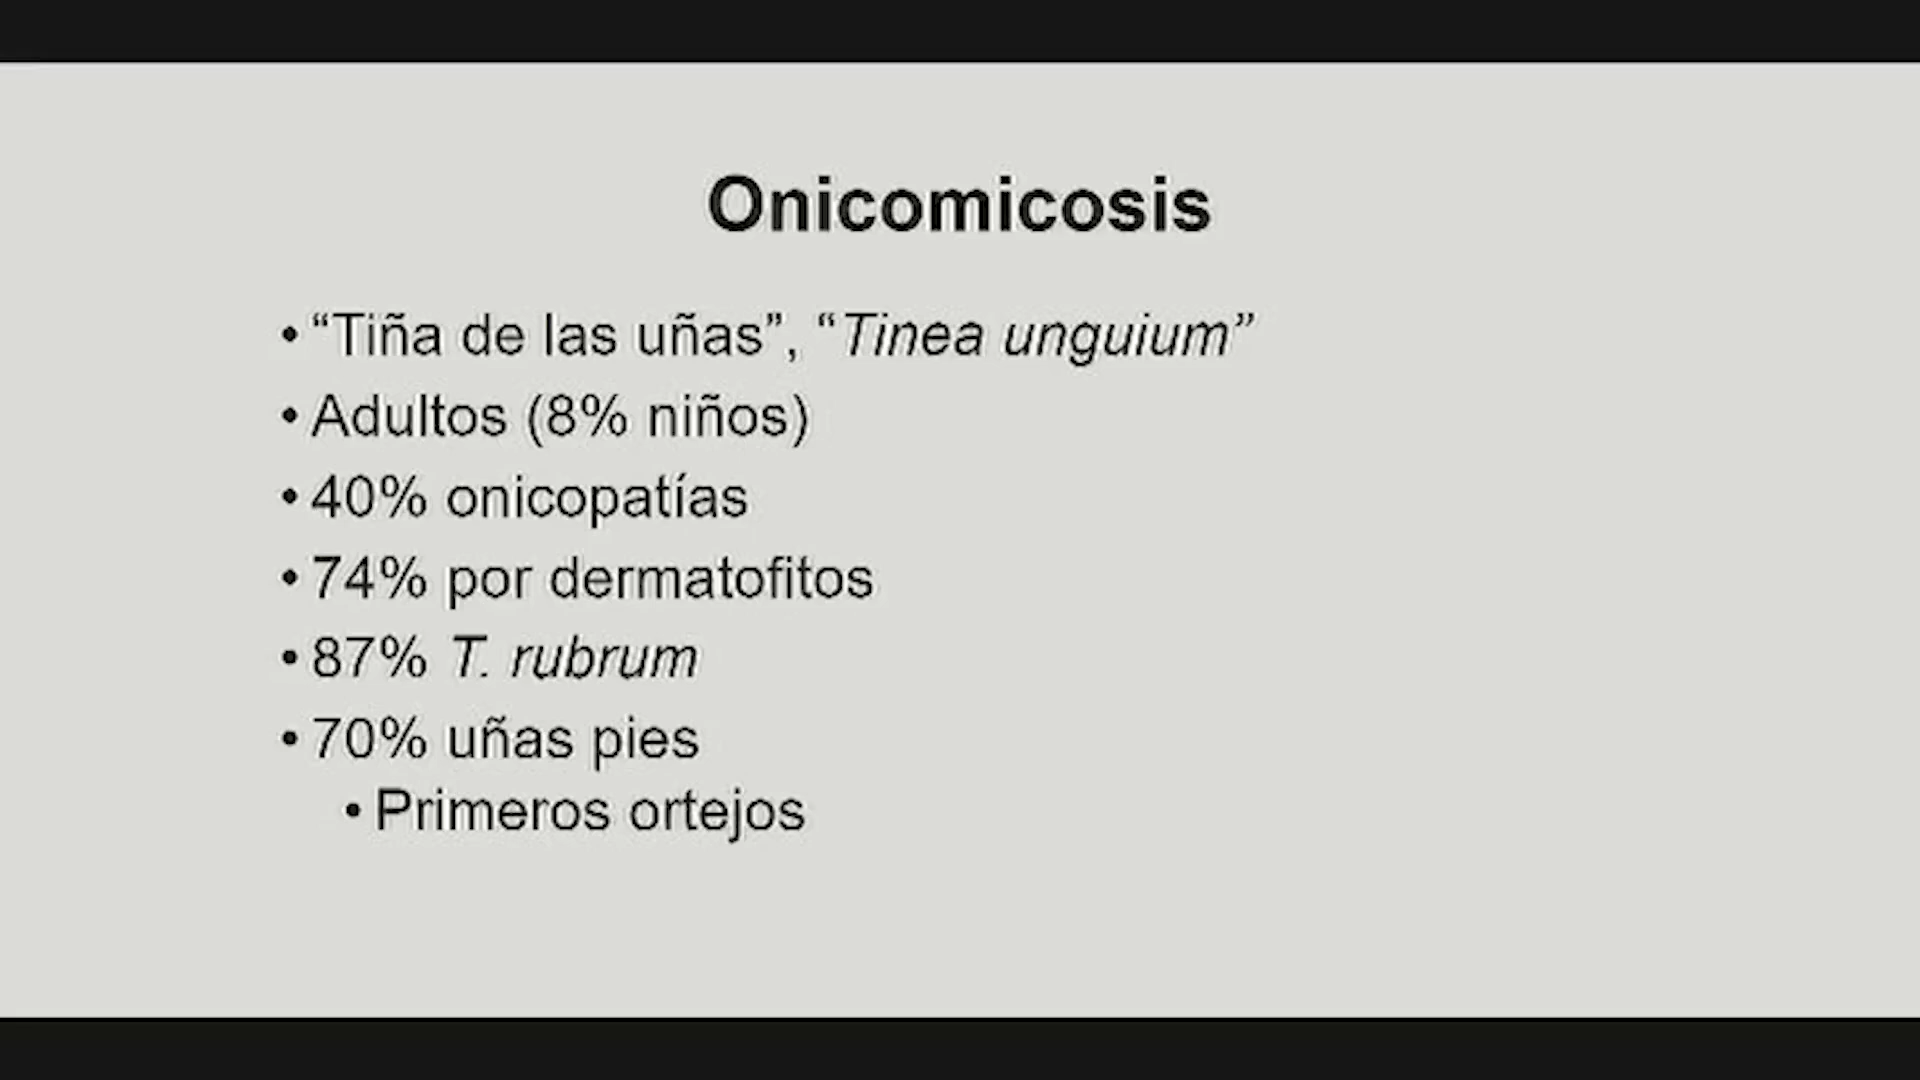 Onicomicosis
• “Tiña de las uñas”, “Tinea unguium”
• Adultos (8% niños)
• 40% onicopatías
• 74% por dermatofitos
• 87% T. rubrum
• 70% uñas pies
• Primeros ortejos